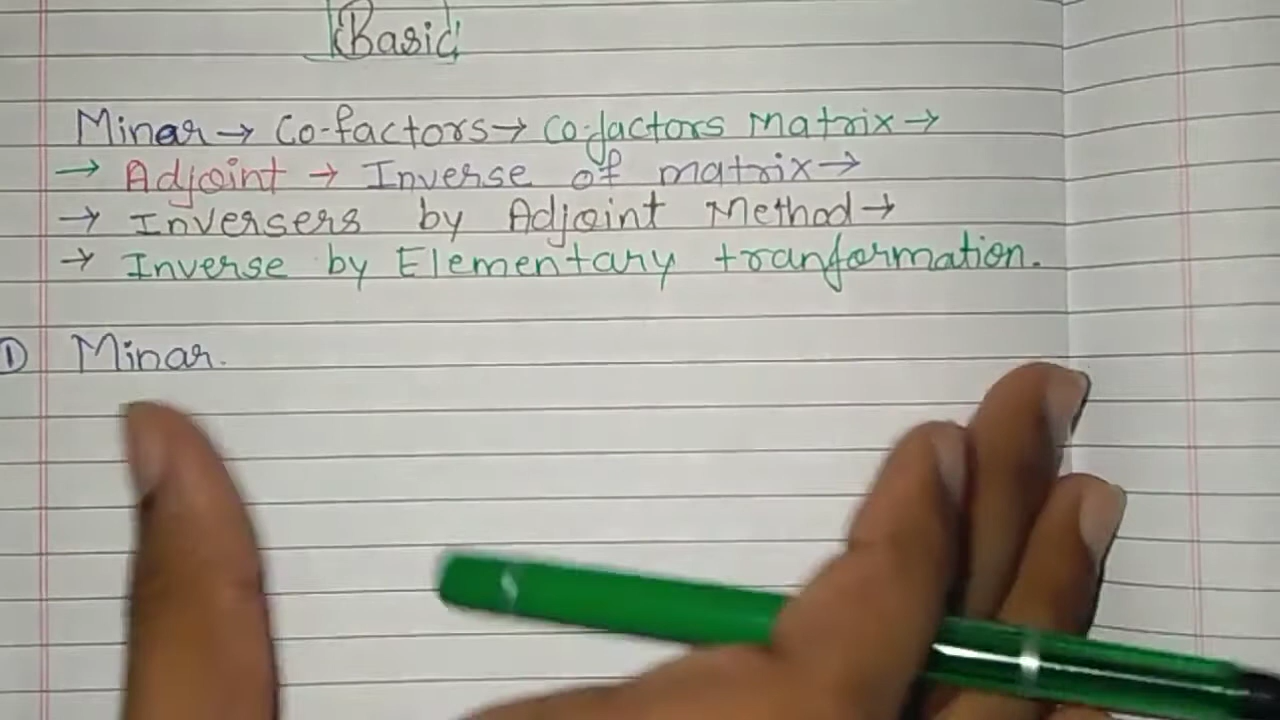 Basic
Minar → Co-factors → Co-factors Matrix →
→ Adjoint → Inverse of matrix →
→ Inversers by Adjoint Method →
→ Inverse by Elementary tranformation.
① Minar.